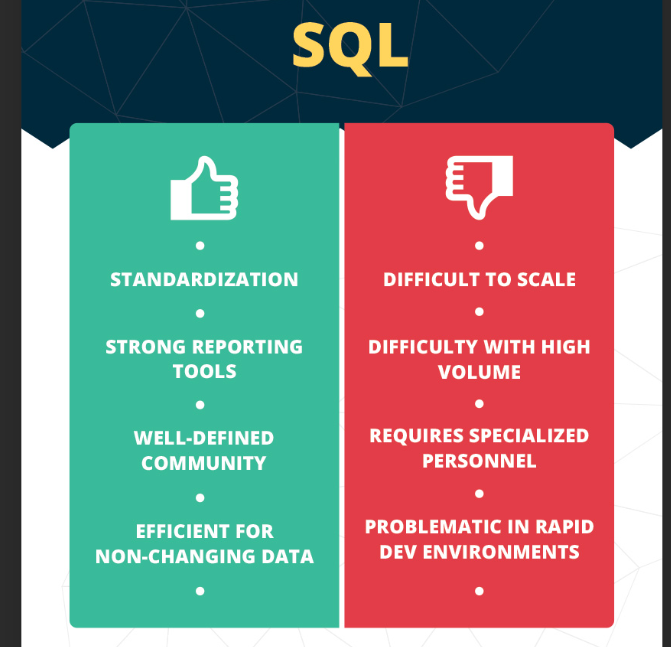 SQL
STANDARDIZATION
STRONG REPORTING
TOOLS
WELL-DEFINED
COMMUNITY
EFFICIENT FOR
NON-CHANGING DATA
DIFFICULT TO SCALE
DIFFICULTY WITH HIGH
VOLUME
REQUIRES SPECIALIZED
PERSONNEL
PROBLEMATIC IN RAPID
DEV ENVIRONMENTS